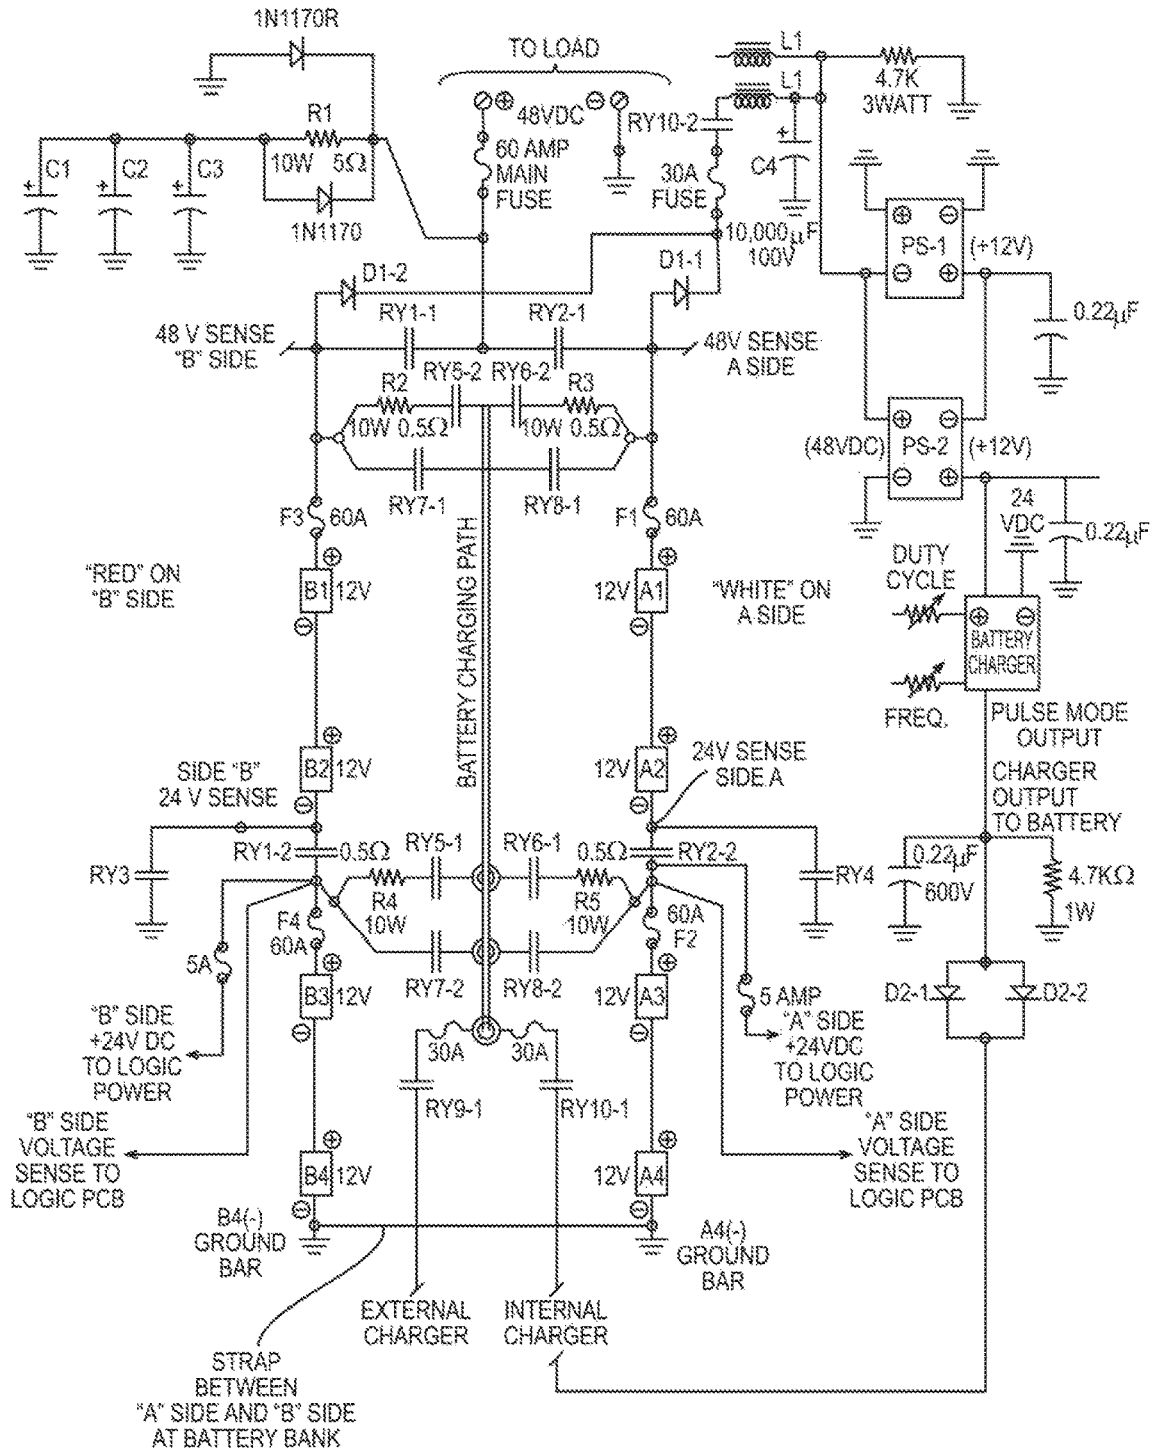 1N1170R
TO LOAD
L1
L1
4.7K
3WATT
R1
10W 5Ω
1N1170
C1
C2
C3
+
+
+
⊕ 48VDC ⊖
60 AMP
MAIN
FUSE
RY10-2
30A
FUSE
+
C4
10,000μF
100V
⊕ ⊖
PS-1
⊖ ⊕
(+12V)
0.22μF
D1-2
D1-1
RY1-1
RY2-1
48 V SENSE
"B" SIDE
48V SENSE
A SIDE
RY5-2
RY6-2
R2
R3
10W 0.5Ω
10W 0.5Ω
RY7-1
RY8-1
⊕ ⊖
(48VDC)
PS-2
(+12V)
⊖ ⊕
24
VDC
0.22μF
F3
60A
F1
60A
BATTERY CHARGING PATH
"RED" ON
"B" SIDE
⊕
B1
12V
⊖
⊕
12V
A1
⊖
"WHITE" ON
A SIDE
DUTY
CYCLE
⊕ ⊖
BATTERY
CHARGER
FREQ.
PULSE MODE
OUTPUT
CHARGER
OUTPUT
TO BATTERY
⊕
B2
12V
⊖
⊕
12V
A2
⊖
24V SENSE
SIDE A
SIDE "B"
24 V SENSE
RY3
RY1-2
0.5Ω
RY5-1
RY6-1
0.5Ω
RY2-2
RY4
R4
10W
R5
10W
F4
60A
60A
F2
RY7-2
RY8-2
+
0.22μF
600V
4.7KΩ
1W
5A
⊕
B3
12V
⊖
⊕
12V
A3
⊖
5 AMP
"A" SIDE
+24VDC
TO LOGIC
POWER
D2-1
D2-2
"B" SIDE
+24V DC
TO LOGIC
POWER
30A
30A
RY9-1
RY10-1
"B" SIDE
VOLTAGE
SENSE TO
LOGIC PCB
"A" SIDE
VOLTAGE
SENSE TO
LOGIC PCB
⊕
B4
12V
⊖
⊕
12V
A4
⊖
B4(-)
GROUND
BAR
A4(-)
GROUND
BAR
EXTERNAL
CHARGER
INTERNAL
CHARGER
STRAP
BETWEEN
"A" SIDE AND "B" SIDE
AT BATTERY BANK